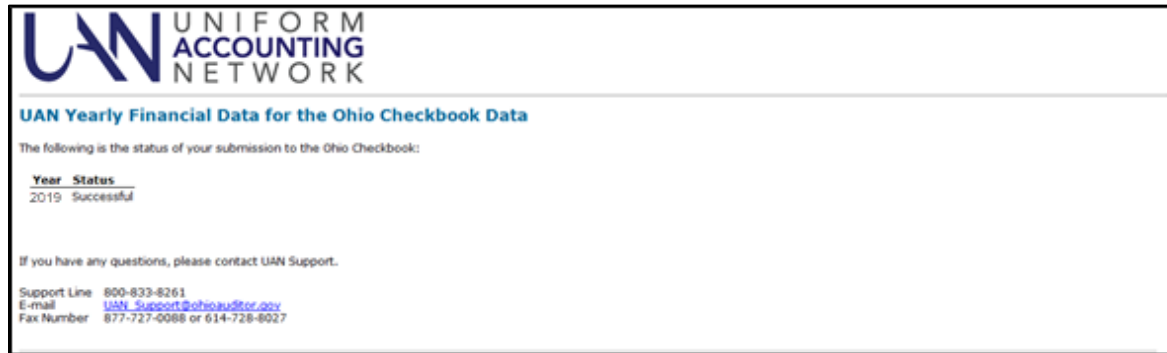 UAN UNIFORM
ACCOUNTING
NETWORK
UAN Yearly Financial Data for the Ohio Checkbook Data
The following is the status of your submission to the Ohio Checkbook:
Year Status
2019 Successful
If you have any questions, please contact UAN Support.
Support Line 800-833-8261
E-mail UAN_Support@ohioauditor.gov
Fax Number 877-727-0088 or 614-728-8027